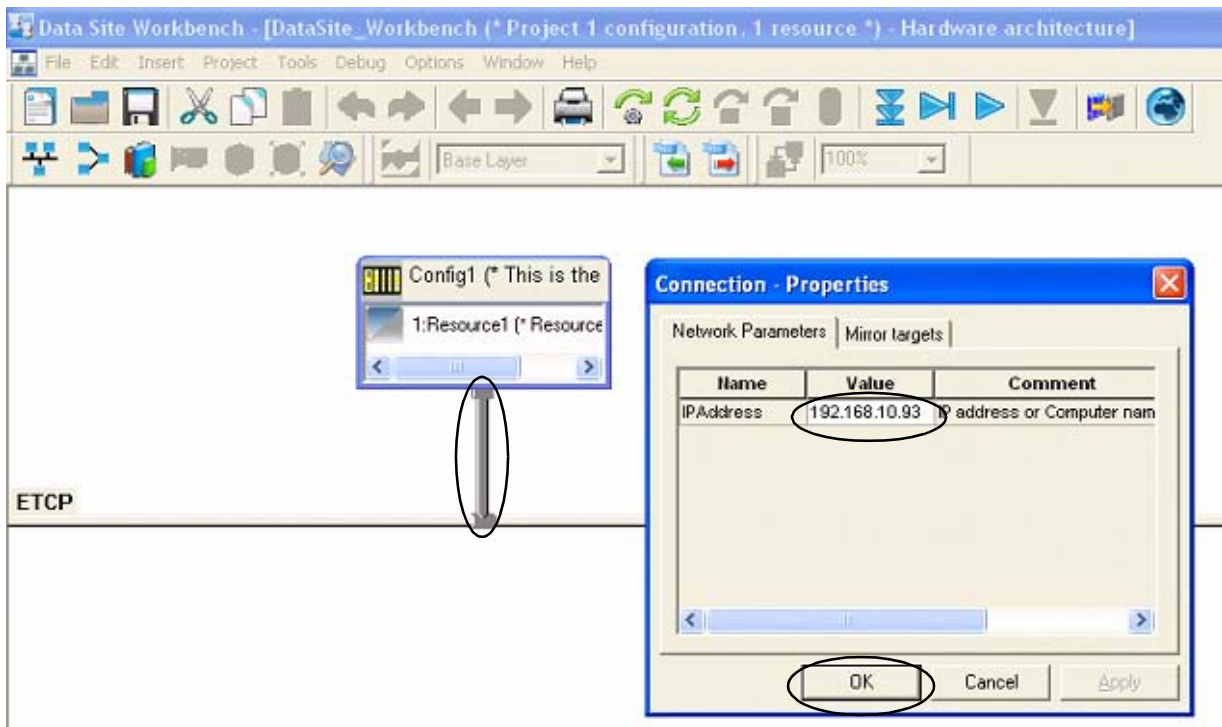 Data Site Workbench - [DataSite_Workbench (* Project 1 configuration, 1 resource *) - Hardware architecture]
File Edit Insert Project Tools Debug Options Window Help
Base Layer
100%
Config1 (* This is the
1:Resource1 (* Resource
ETCP
Connection - Properties
Network Parameters
Mirror targets
Name Value Comment
IPAddress 192.168.10.93 IP address or Computer nam
OK Cancel Apply